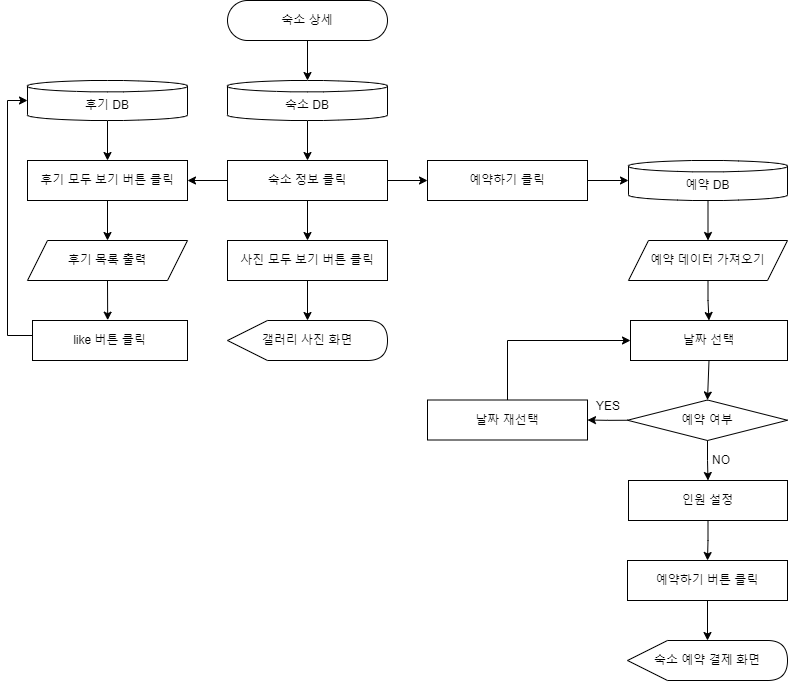 숙소 상세
후기 DB
숙소 DB
후기 모두 보기 버튼 클릭
숙소 정보 클릭
예약하기 클릭
예약 DB
후기 목록 출력
사진 모두 보기 버튼 클릭
예약 데이터 가져오기
like 버튼 클릭
갤러리 사진 화면
날짜 선택
날짜 재선택
YES
예약 여부
NO
인원 설정
예약하기 버튼 클릭
숙소 예약 결제 화면